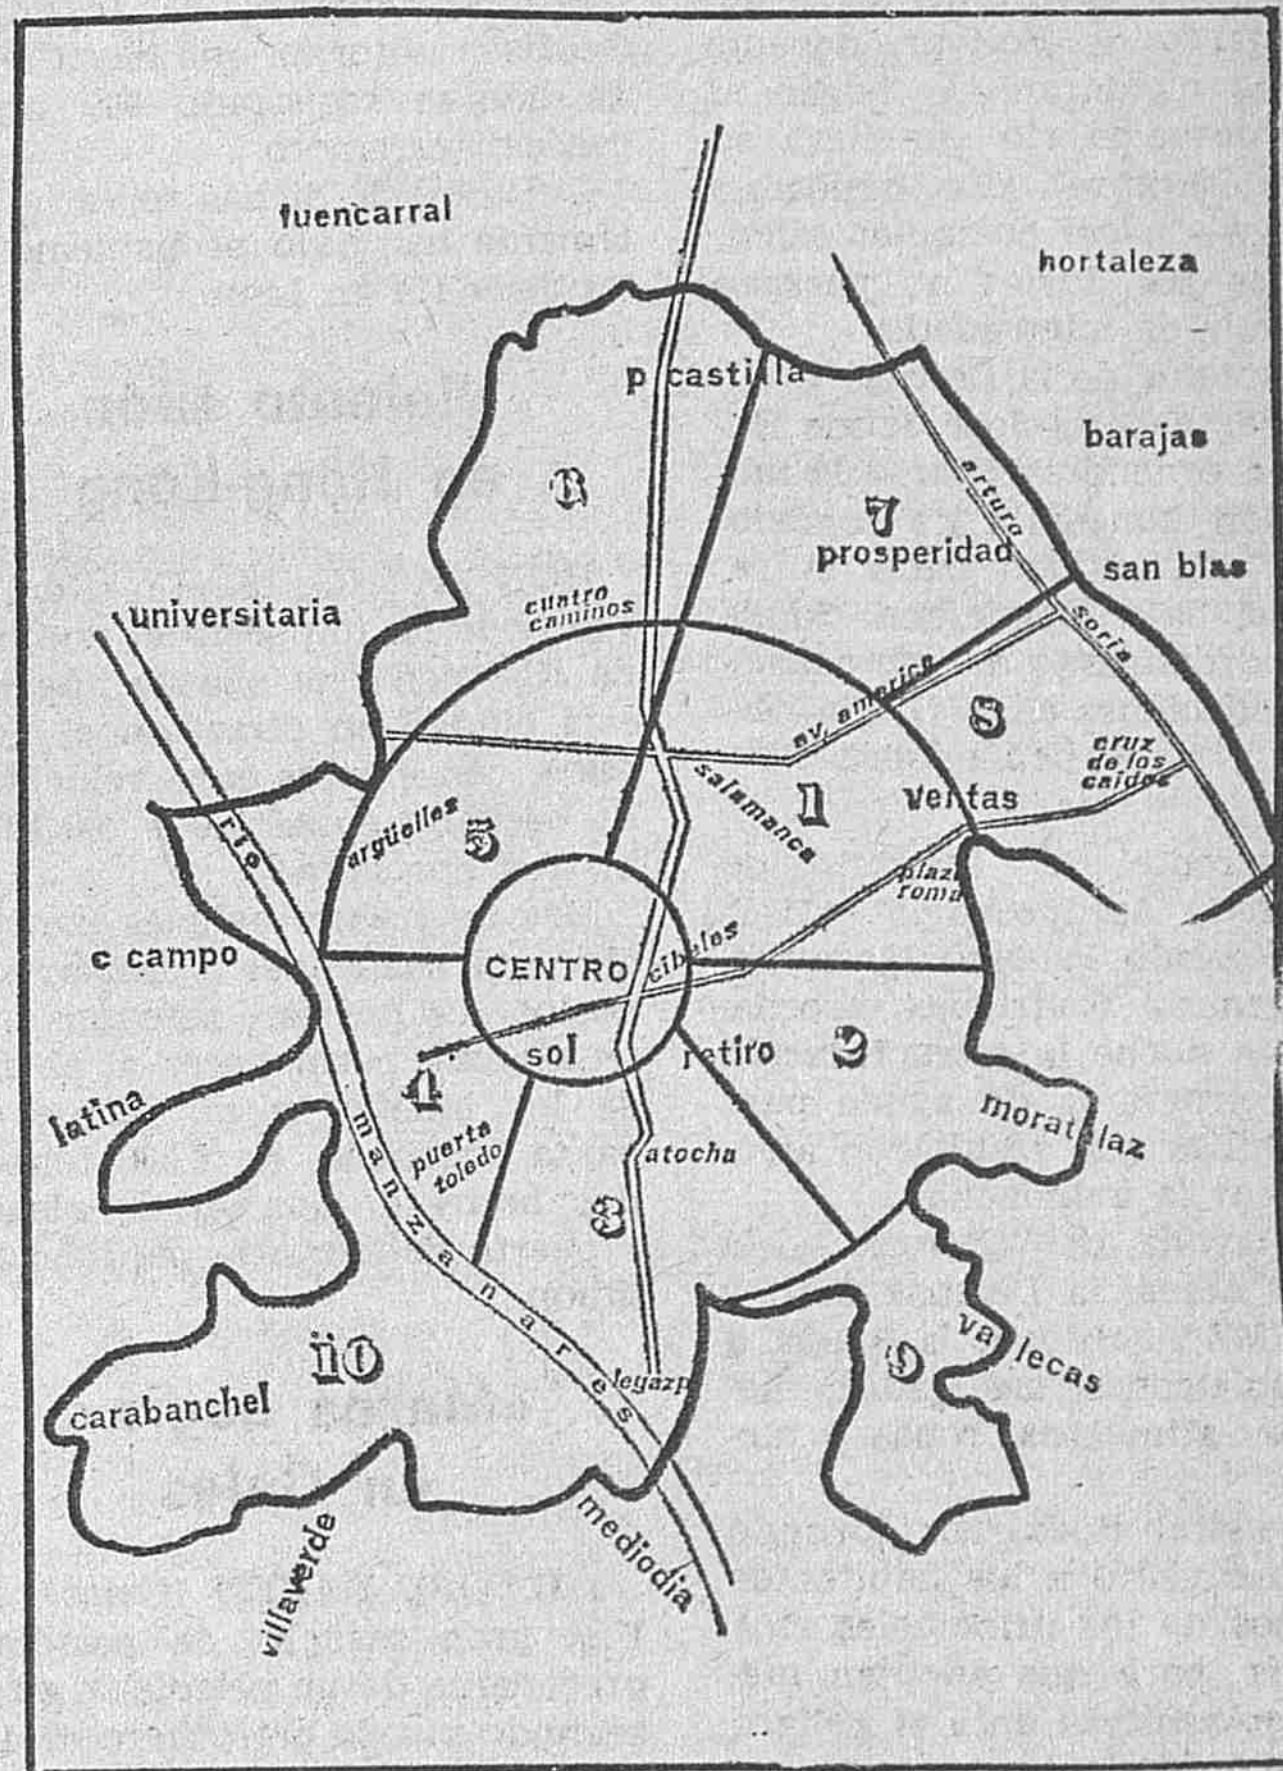 fuencarral
hortaleza
p castilla
barajas
6
arturo
7
prosperidad
san blas
cuatro
caminos
universitaria
soria
av, america
8
cruz
de los
caidos
salamanca
1
ventas
argüelles
5
rio
plaza
roma
c campo
CENTRO
cibeles
sol
retiro
2
4
latina
moratalaz
puerta
toledo
atocha
manzanares
3
vallecas
10
9
legazp
carabanchel
mediodia
villaverde